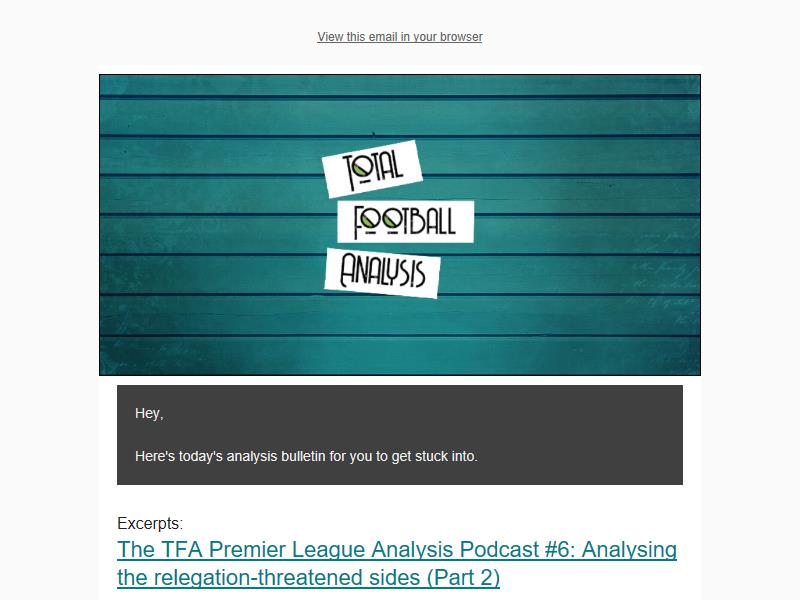 View this email in your browser
TOTAL
FOOTBALL
ANALYSIS
Hey,
Here's today's analysis bulletin for you to get stuck into.
Excerpts:
The TFA Premier League Analysis Podcast #6: Analysing
the relegation-threatened sides (Part 2)